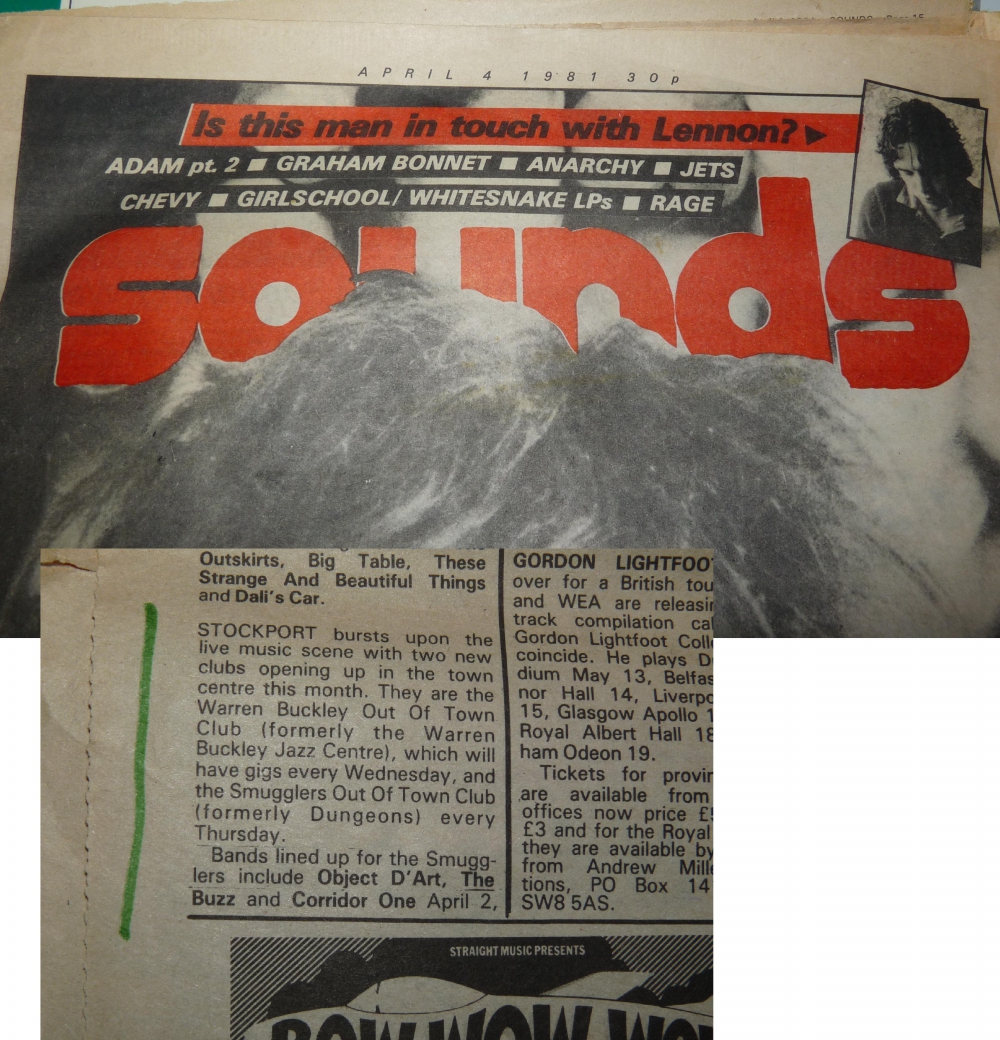 APRIL 4 1981 30p
Is this man in touch with Lennon?
ADAM pt. 2 ■ GRAHAM BONNET ■ ANARCHY ■ JETS
CHEVY ■ GIRLSCHOOL/ WHITESNAKE LPs ■ RAGE
sounds
Outskirts, Big Table, These
Strange And Beautiful Things
and Dali's Car.
STOCKPORT bursts upon the
live music scene with two new
clubs opening up in the town
centre this month. They are the
Warren Buckley Out Of Town
Club (formerly the Warren
Buckley Jazz Centre), which will
have gigs every Wednesday, and
the Smugglers Out Of Town Club
(formerly Dungeons) every
Thursday.
Bands lined up for the Smugg-
lers include Object D'Art, The
Buzz and Corridor One April 2,
GORDON LIGHTFOO
over for a British tou
and WEA are releasin
track compilation cal
Gordon Lightfoot Coll
coincide. He plays D
dium May 13, Belfas
nor Hall 14, Liverpo
15, Glasgow Apollo 1
Royal Albert Hall 18
ham Odeon 19.
Tickets for provin
are available from
offices now price £
£3 and for the Royal
they are available by
from Andrew Mille
tions, PO Box 14
SW8 5AS.
STRAIGHT MUSIC PRESENTS
BOW WOW WOW